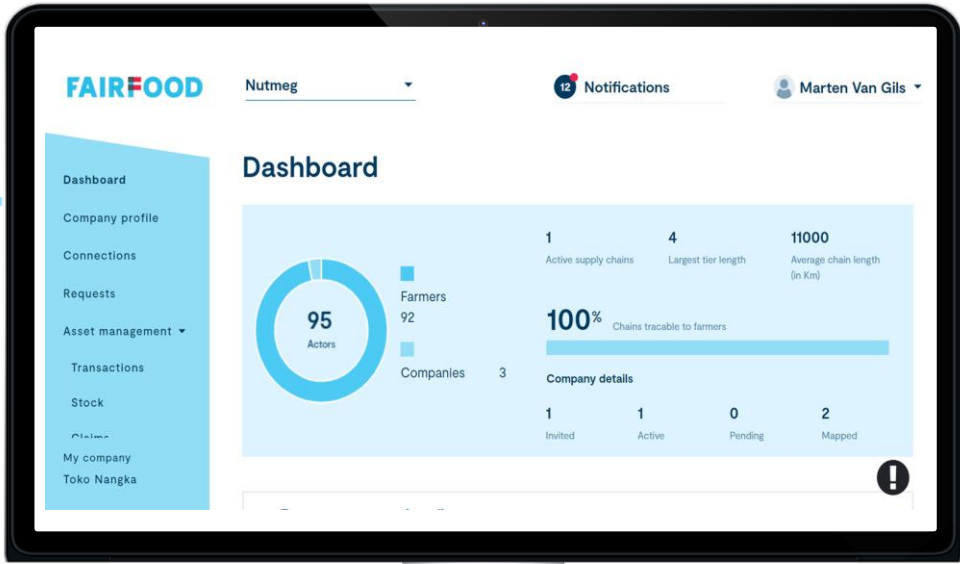 FAIRFOOD
Nutmeg
12 Notifications
Marten Van Gils
Dashboard
Company profile
Connections
Requests
Asset management
Transactions
Stock
Claims
My company
Toko Nangka
Dashboard
95
Actors
Farmers
92
Companies 3
1
Active supply chains
4
Largest tier length
11000
Average chain length
(in Km)
100%
Chains tracable to farmers
Company details
1
Invited
1
Active
0
Pending
2
Mapped